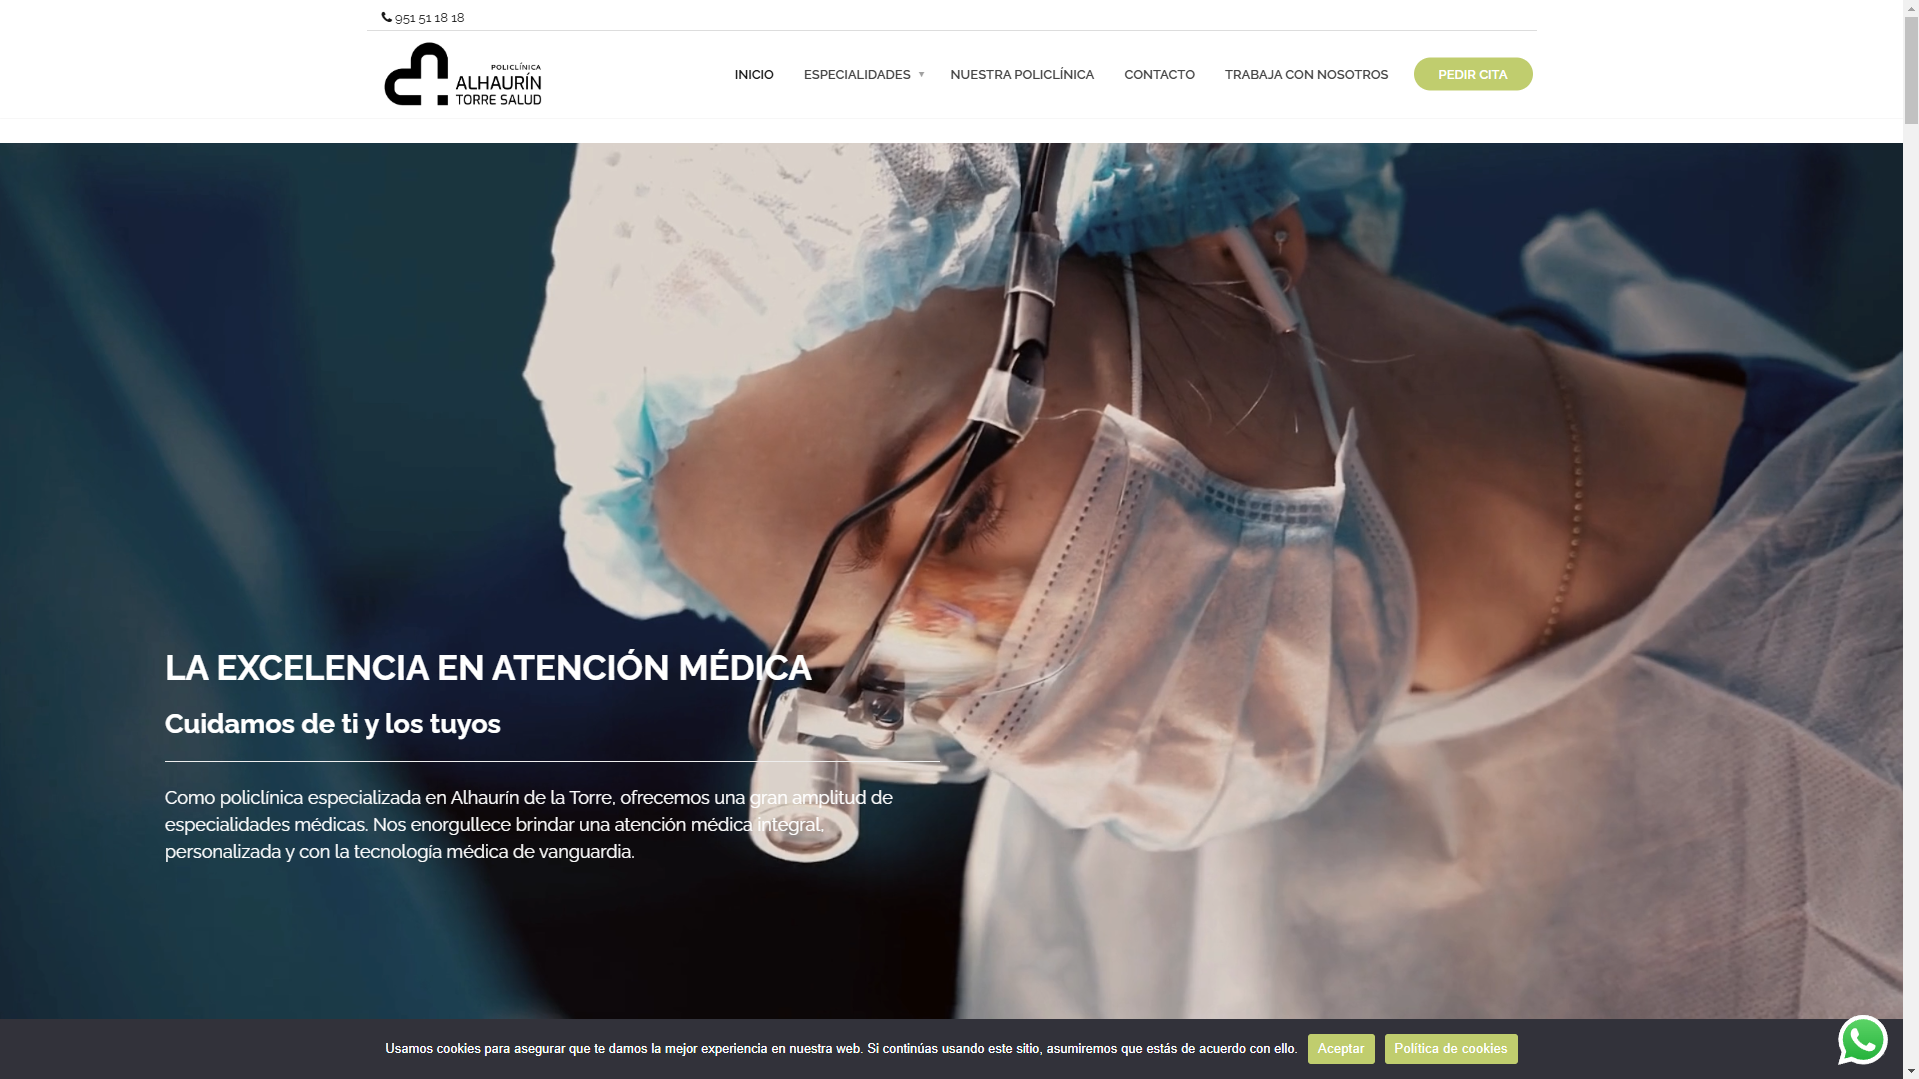 951 51 18 18
POLICLÍNICA
ALHAURÍN
TORRE SALUD
INICIO
ESPECIALIDADES
NUESTRA POLICLÍNICA
CONTACTO
TRABAJA CON NOSOTROS
PEDIR CITA
LA EXCELENCIA EN ATENCIÓN MÉDICA
Cuidamos de ti y los tuyos
Como policlínica especializada en Alhaurín de la Torre, ofrecemos una gran amplitud de
especialidades médicas. Nos enorgullece brindar una atención médica integral,
personalizada y con la tecnología médica de vanguardia.
Usamos cookies para asegurar que te damos la mejor experiencia en nuestra web. Si continúas usando este sitio, asumiremos que estás de acuerdo con ello.
Aceptar
Política de cookies